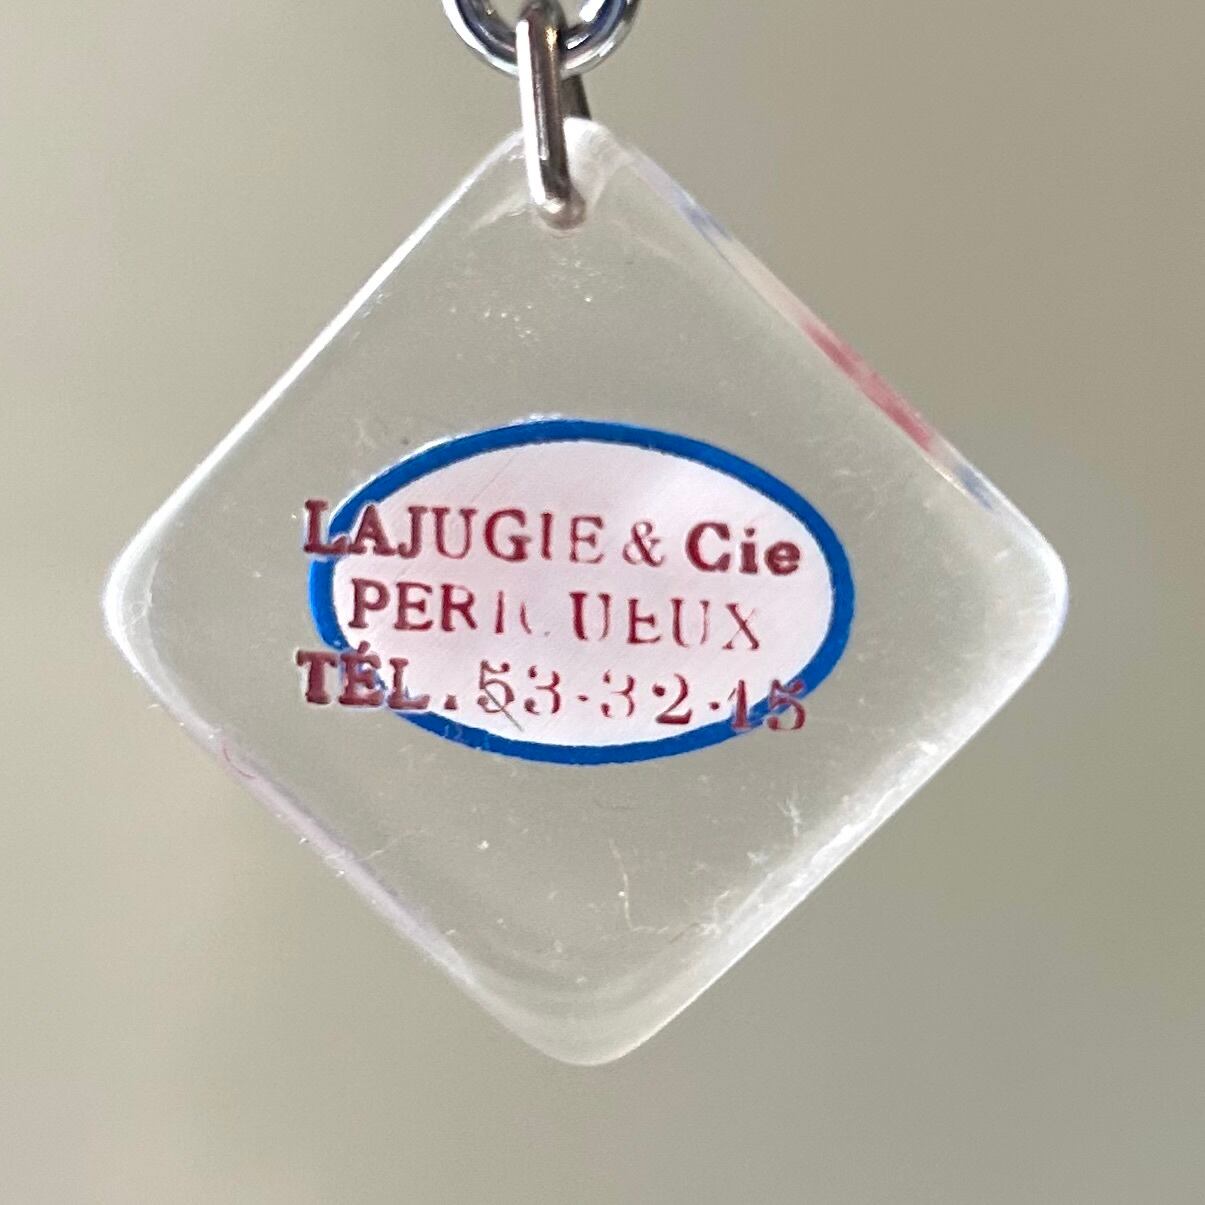 LAJUGIE & Cie
PERIGUEUX
TÉL. 53-32-15